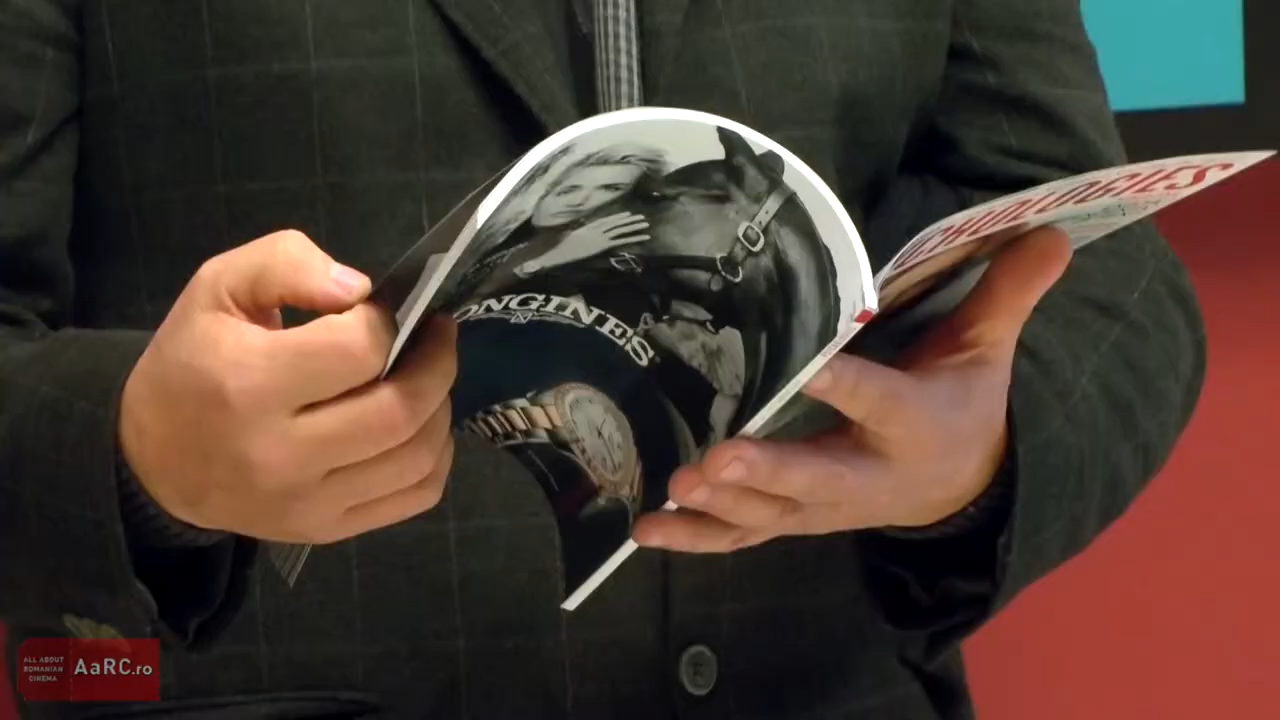 CHOLOGIES
ONGINES
ALL ABOUT
ROMANIAN
CINEMA
AaRC.ro